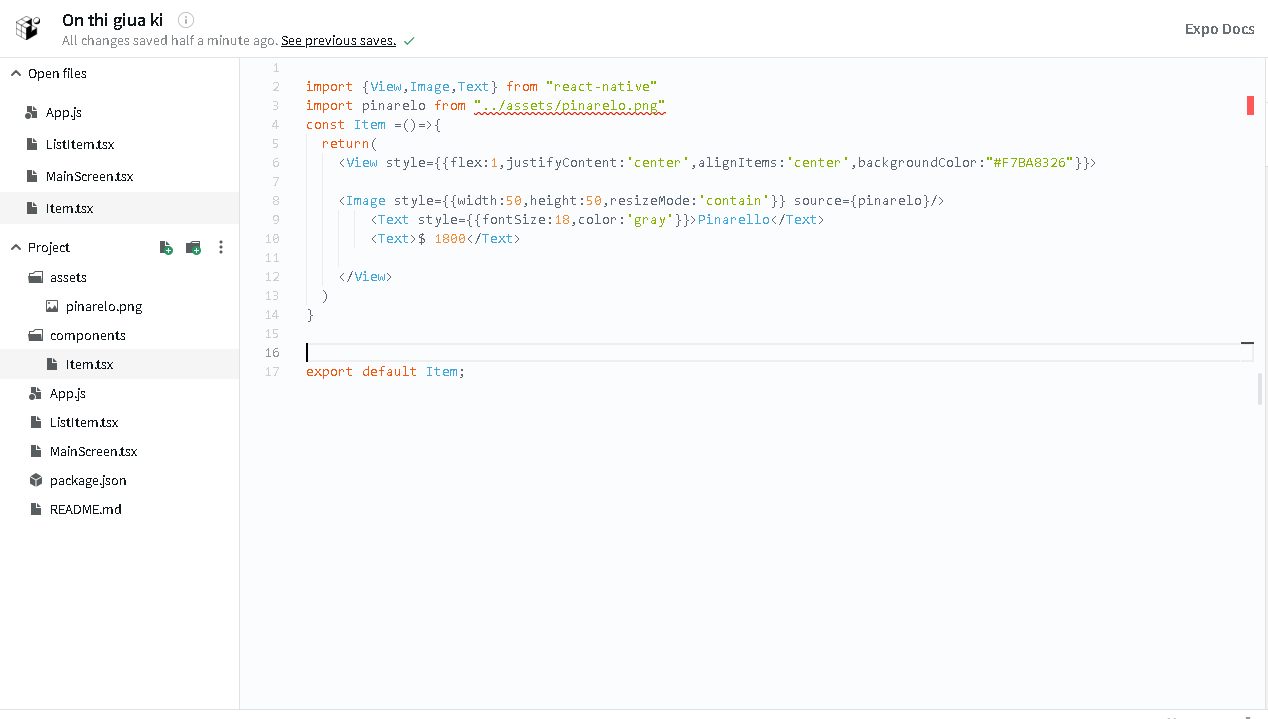 On thi giua ki
All changes saved half a minute ago. See previous saves.
Expo Docs
Open files
App.js
ListItem.tsx
MainScreen.tsx
Item.tsx
Project
assets
pinarelo.png
components
Item.tsx
App.js
ListItem.tsx
MainScreen.tsx
package.json
README.md
1
2 import {View,Image,Text} from "react-native"
3 import pinarelo from "../assets/pinarelo.png"
4 const Item =()=>{
5 return(
6 <View style={{flex:1,justifyContent:'center',alignItems:'center',backgroundColor:"#F7BA8326"}}>
7
8 <Image style={{width:50,height:50,resizeMode:'contain'}} source={pinarelo}/>
9 <Text style={{fontSize:18,color:'gray'}}>Pinarello</Text>
10 <Text>$ 1800</Text>
11
12 </View>
13 )
14 }
15
16
17 export default Item;